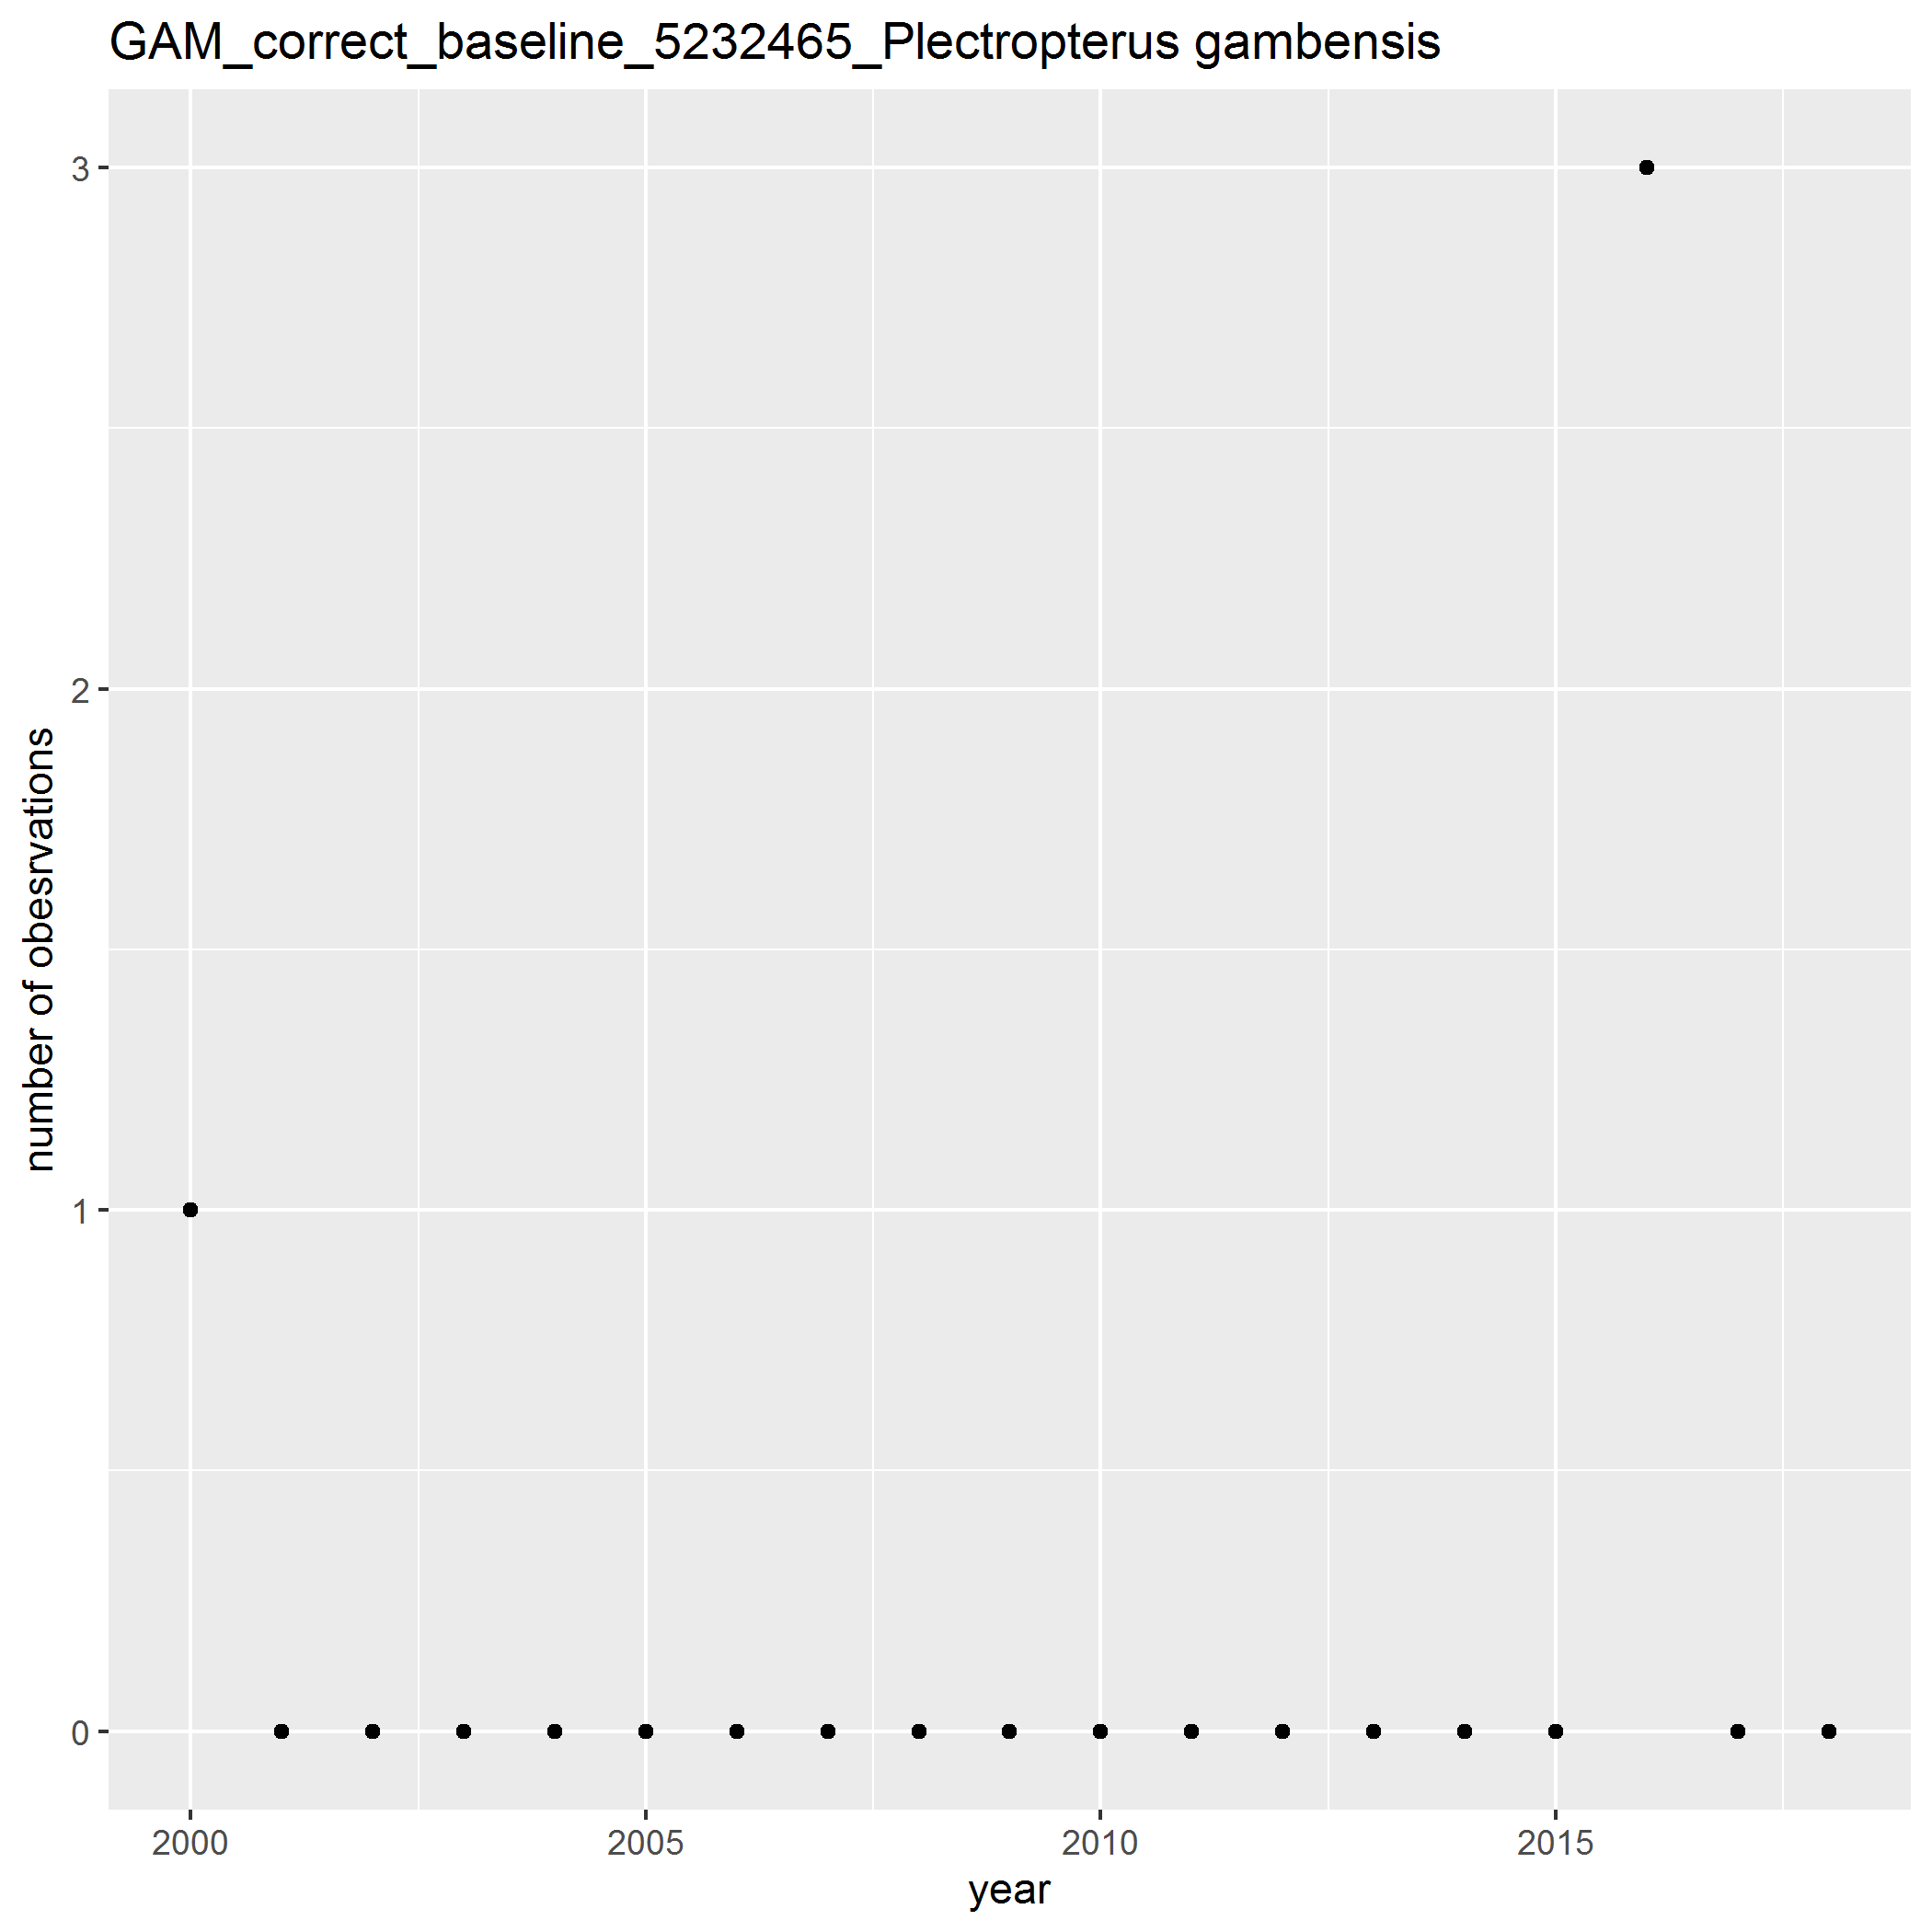 GAM_correct_baseline_5232465_Plectropterus gambensis
3
2
1
0
number of obesrvations
2000 2005 2010 2015
year